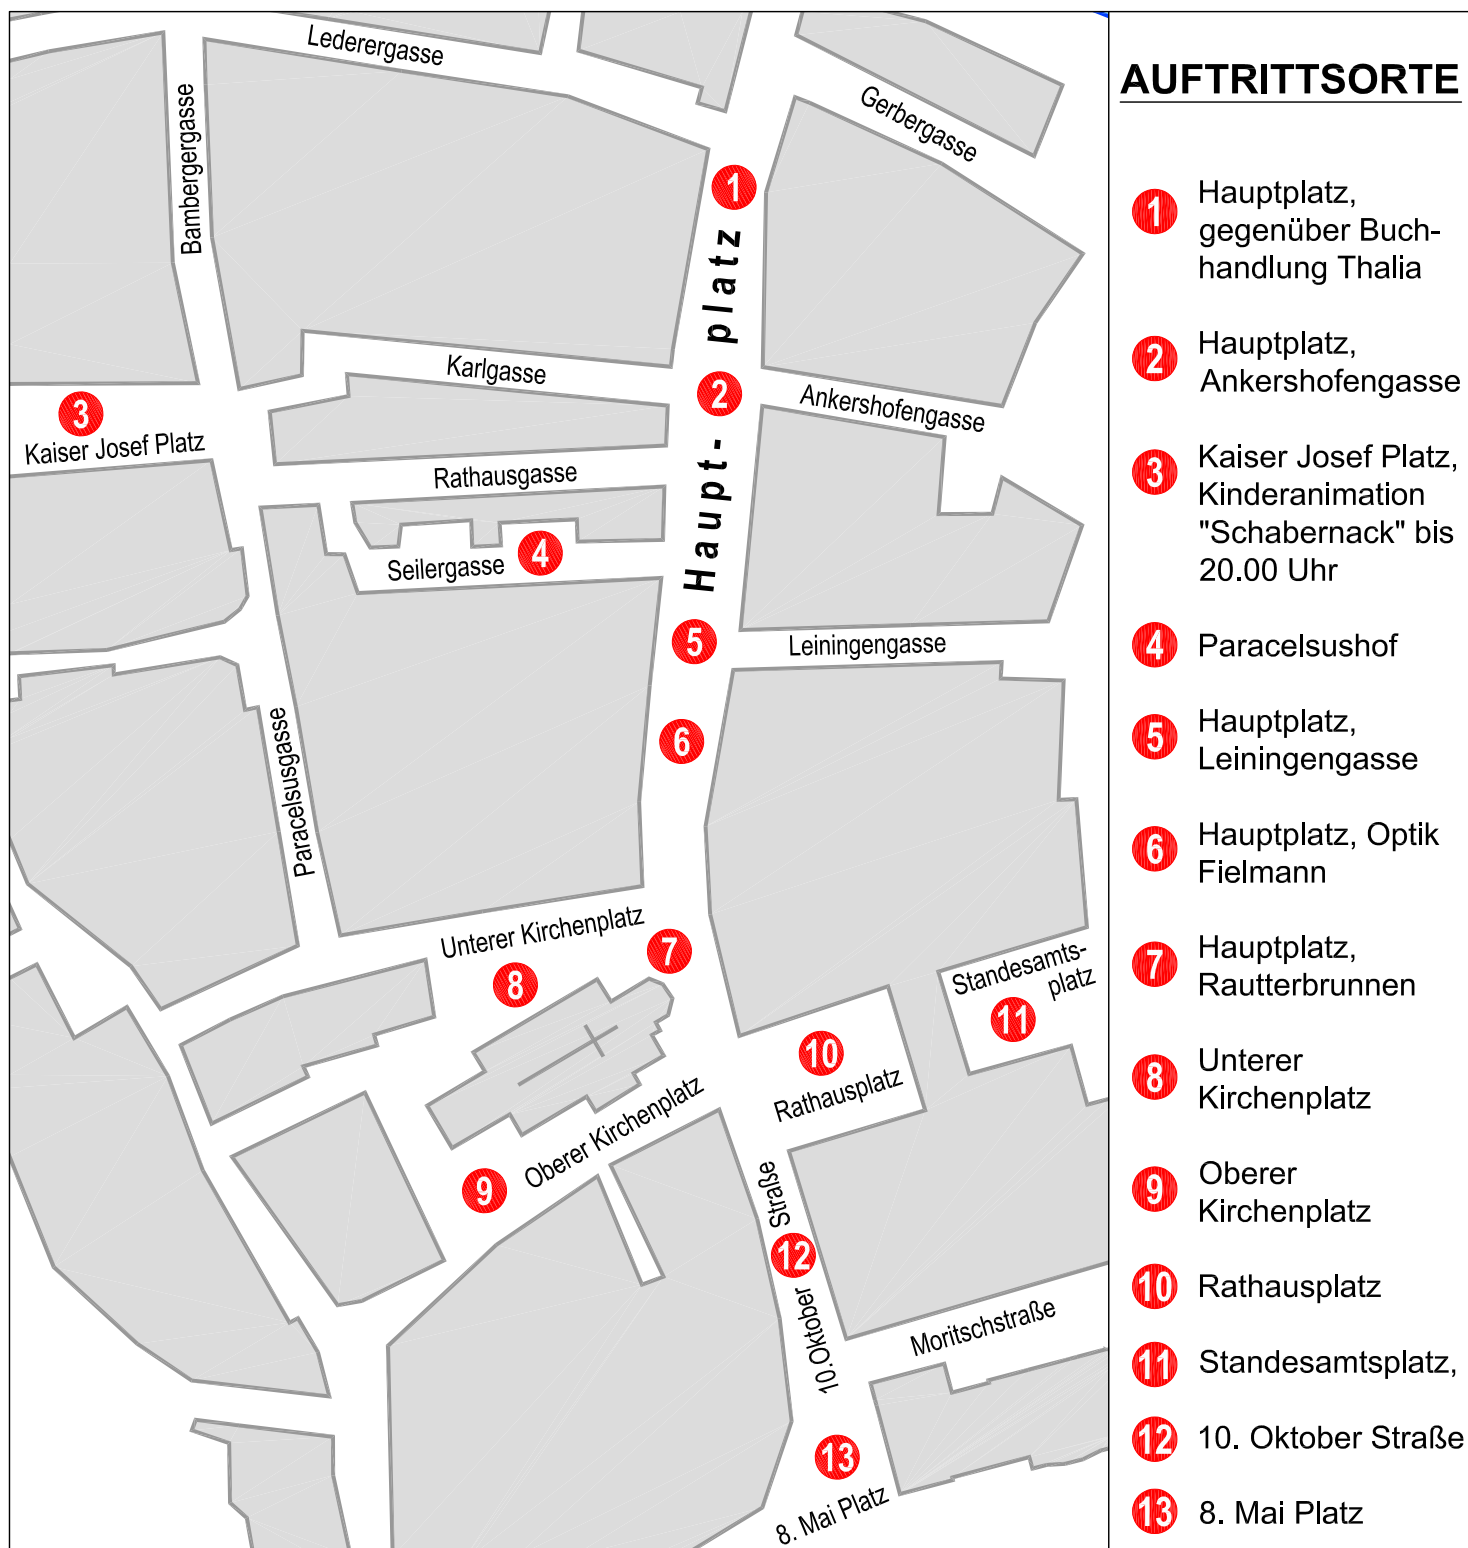 Lederergasse
Bambergergasse
Gerbergasse
1
Haupt-platz
Karlgasse
2
Ankershofengasse
3
Kaiser Josef Platz
Rathausgasse
Seilergasse
4
5
Leiningengasse
6
Paracelsusgasse
Unterer Kirchenplatz
7
8
Standesamts-
platz
11
10
Rathausplatz
Oberer Kirchenplatz
9
10.Oktober Straße
12
Moritschstraße
13
8. Mai Platz
AUFTRITTSORTE
1 Hauptplatz,
gegenüber Buch-
handlung Thalia
2 Hauptplatz,
Ankershofengasse
3 Kaiser Josef Platz,
Kinderanimation
"Schabernack" bis
20.00 Uhr
4 Paracelsushof
5 Hauptplatz,
Leiningengasse
6 Hauptplatz, Optik
Fielmann
7 Hauptplatz,
Rautterbrunnen
8 Unterer
Kirchenplatz
9 Oberer
Kirchenplatz
10 Rathausplatz
11 Standesamtsplatz,
12 10. Oktober Straße
13 8. Mai Platz